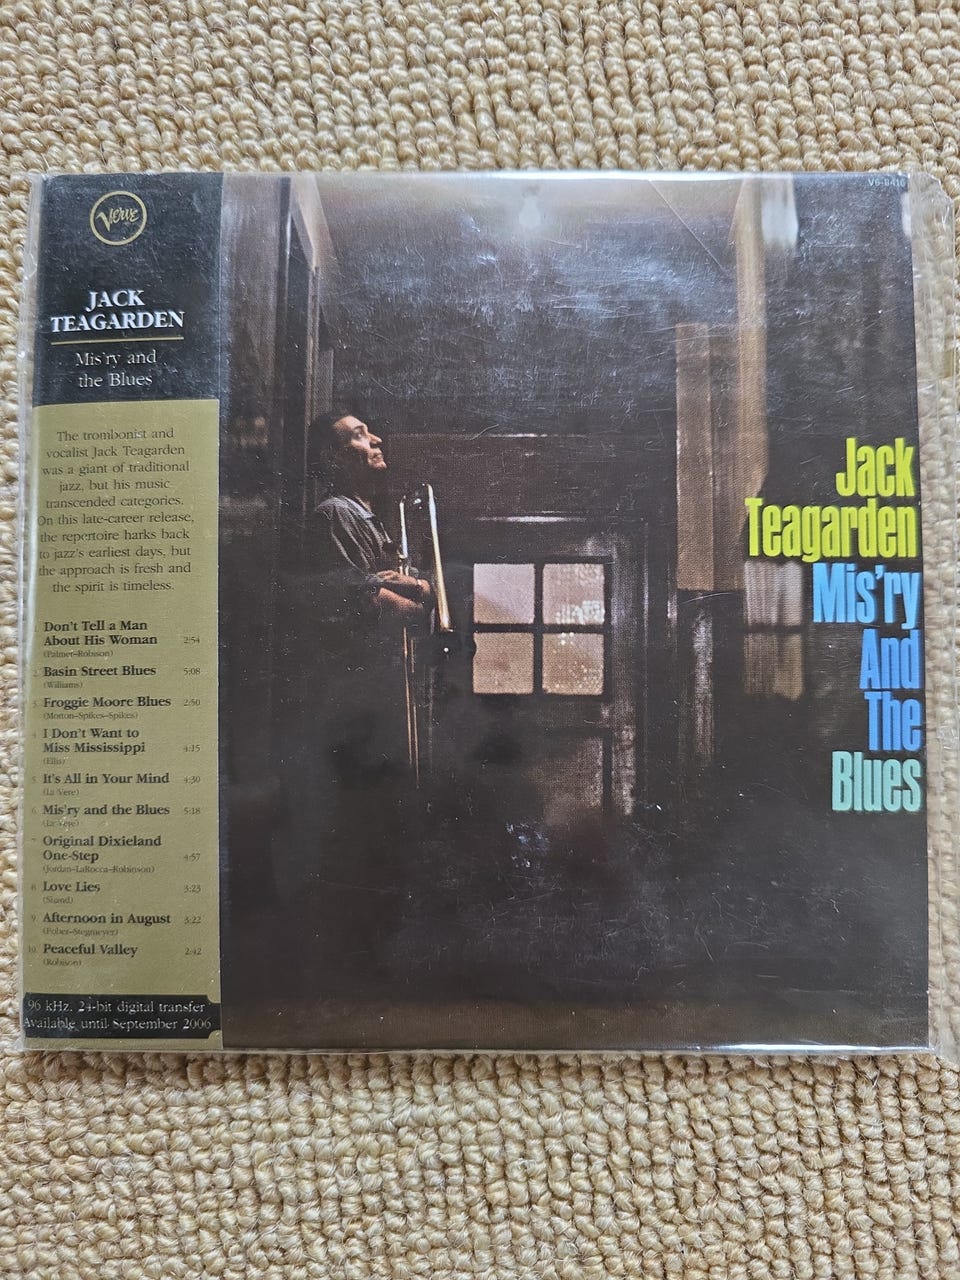 Verve
JACK
TEAGARDEN
Mis'ry and
the Blues
The trombonist and
vocalist Jack Teagarden
was a giant of traditional
jazz, but his music
transcended categories.
On this late-career release,
the repertoire harks back
to jazz's earliest days, but
the approach is fresh and
the spirit is timeless.
1. Don't Tell a Man
About His Woman 2:54
(Palmer–Robison)
2. Basin Street Blues 5:08
(Williams)
3. Froggie Moore Blues 2:50
(Morton–Spikes–Spikes)
4. I Don't Want to
Miss Mississippi 4:15
(Ellis)
5. It's All in Your Mind 4:30
(La Vere)
6. Mis'ry and the Blues 5:18
(La Vere)
7. Original Dixieland
One-Step 4:57
(Jordan–LaRocca–Robinson)
8. Love Lies 3:23
(Shand)
9. Afternoon in August 3:22
(Fober–Stegmeyer)
10. Peaceful Valley 2:42
(Robison)
96 kHz, 24-bit digital transfer
Available until September 2006
V6-8416
Jack
Teagarden
Mis'ry
And
The
Blues